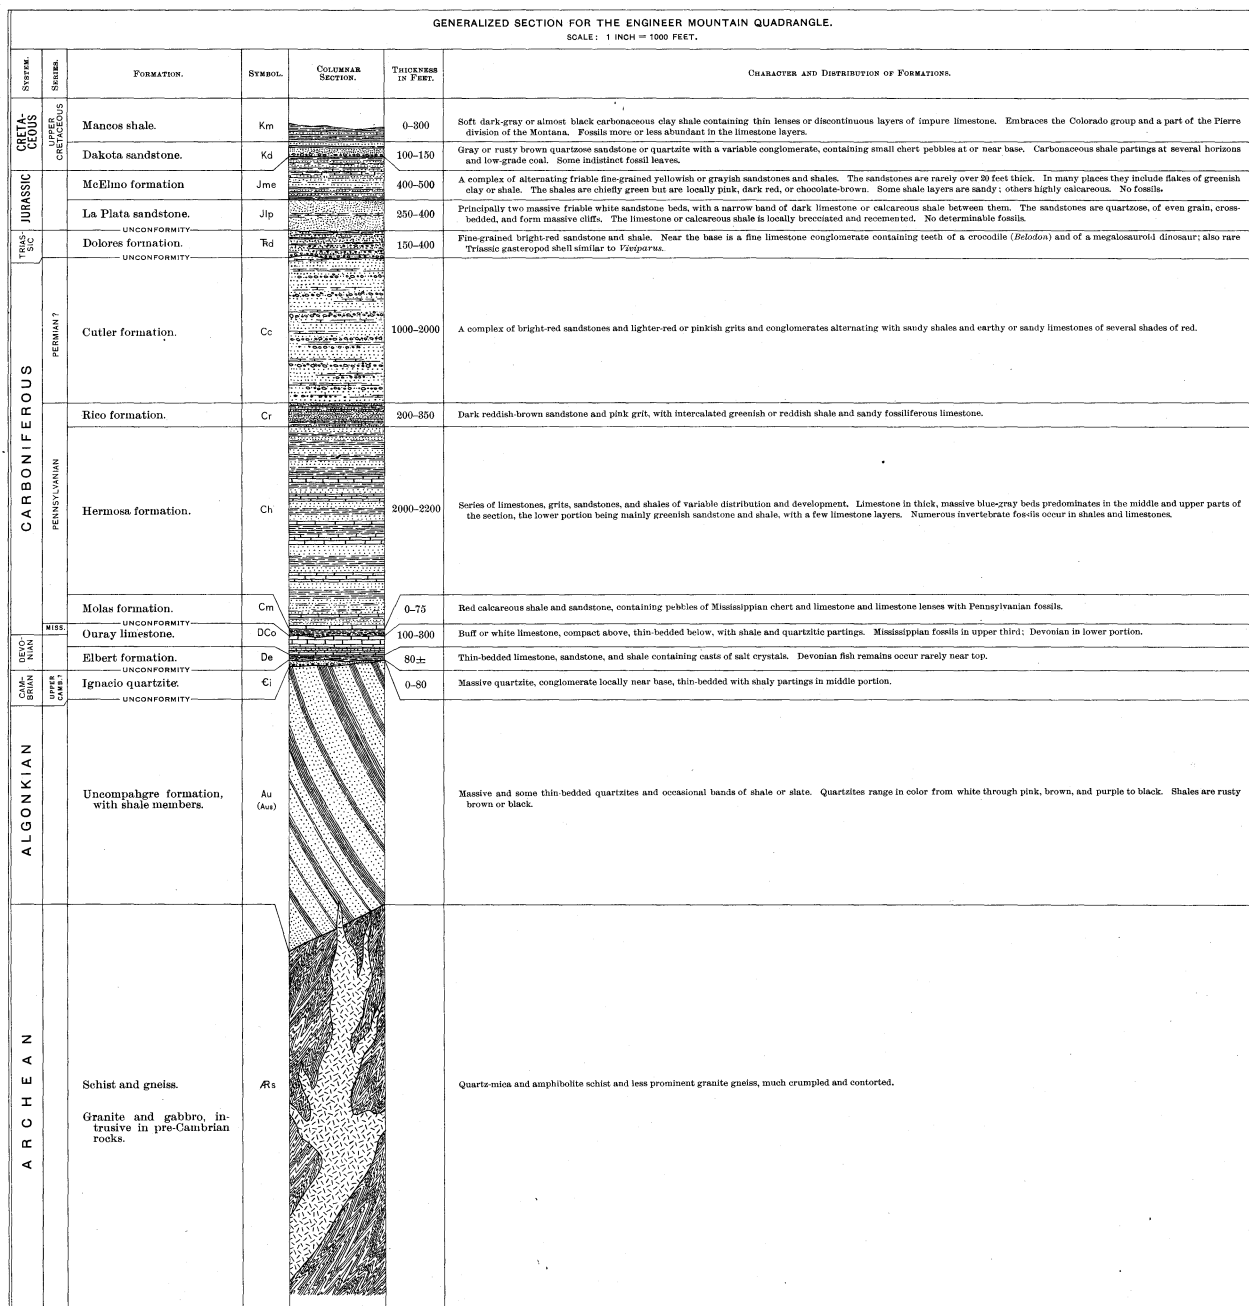 GENERALIZED SECTION FOR THE ENGINEER MOUNTAIN QUADRANGLE.
SCALE: 1 INCH = 1000 FEET.
SYSTEM.
SERIES.
FORMATION.
SYMBOL.
COLUMNAR
SECTION.
THICKNESS
IN FEET.
CHARACTER AND DISTRIBUTION OF FORMATIONS.
CRETA-
CEOUS
UPPER
CRETACEOUS
Mancos shale.
Km
0–300
Soft dark-gray or almost black carbonaceous clay shale containing thin lenses or discontinuous layers of impure limestone. Embraces the Colorado group and a part of the Pierre
division of the Montana. Fossils more or less abundant in the limestone layers.
Dakota sandstone.
Kd
100–150
Gray or rusty brown quartzose sandstone or quartzite with a variable conglomerate, containing small chert pebbles at or near base. Carbonaceous shale partings at several horizons
and low-grade coal. Some indistinct fossil leaves.
JURASSIC
McElmo formation
Jme
400–500
A complex of alternating friable fine-grained yellowish or grayish sandstones and shales. The sandstones are rarely over 20 feet thick. In many places they include flakes of greenish
clay or shale. The shales are chiefly green but are locally pink, dark red, or chocolate-brown. Some shale layers are sandy; others highly calcareous. No fossils.
La Plata sandstone.
Jlp
250–400
Principally two massive friable white sandstone beds, with a narrow band of dark limestone or calcareous shale between them. The sandstones are quartzose, of even grain, cross-
bedded, and form massive cliffs. The limestone or calcareous shale is locally brecciated and recemented. No determinable fossils.
UNCONFORMITY
TRIAS-
SIC
Dolores formation.
Ꞧd
150–400
Fine-grained bright-red sandstone and shale. Near the base is a fine limestone conglomerate containing teeth of a crocodile (Belodon) and of a megalosauroid dinosaur; also rare
Triassic gasteropod shell similar to Viviparus.
UNCONFORMITY
CARBONIFEROUS
PERMIAN ?
Cutler formation.
Cc
1000–2000
A complex of bright-red sandstones and lighter-red or pinkish grits and conglomerates alternating with sandy shales and earthy or sandy limestones of several shades of red.
Rico formation.
Cr
200–350
Dark reddish-brown sandstone and pink grit, with intercalated greenish or reddish shale and sandy fossiliferous limestone.
PENNSYLVANIAN
Hermosa formation.
Ch
2000–2200
Series of limestones, grits, sandstones, and shales of variable distribution and development. Limestone in thick, massive blue-gray beds predominates in the middle and upper parts of
the section, the lower portion being mainly greenish sandstone and shale, with a few limestone layers. Numerous invertebrate fossils occur in shales and limestones.
Molas formation.
Cm
0–75
Red calcareous shale and sandstone, containing pebbles of Mississippian chert and limestone and limestone lenses with Pennsylvanian fossils.
UNCONFORMITY
MISS.
Ouray limestone.
DCo
100–300
Buff or white limestone, compact above, thin-bedded below, with shale and quartzitic partings. Mississippian fossils in upper third; Devonian in lower portion.
DEVO-
NIAN
Elbert formation.
De
80±
Thin-bedded limestone, sandstone, and shale containing casts of salt crystals. Devonian fish remains occur rarely near top.
UNCONFORMITY
CAM-
BRIAN
UPPER
CAMB.?
Ignacio quartzite.
Єi
0–80
Massive quartzite, conglomerate locally near base, thin-bedded with shaly partings in middle portion.
UNCONFORMITY
ALGONKIAN
Uncompahgre formation,
with shale members.
Au
(Aus)
Massive and some thin-bedded quartzites and occasional bands of shale or slate. Quartzites range in color from white through pink, brown, and purple to black. Shales are rusty
brown or black.
ARCHEAN
Schist and gneiss.
ÆRs
Quartz-mica and amphibolite schist and less prominent granite gneiss, much crumpled and contorted.
Granite and gabbro, in-
trusive in pre-Cambrian
rocks.